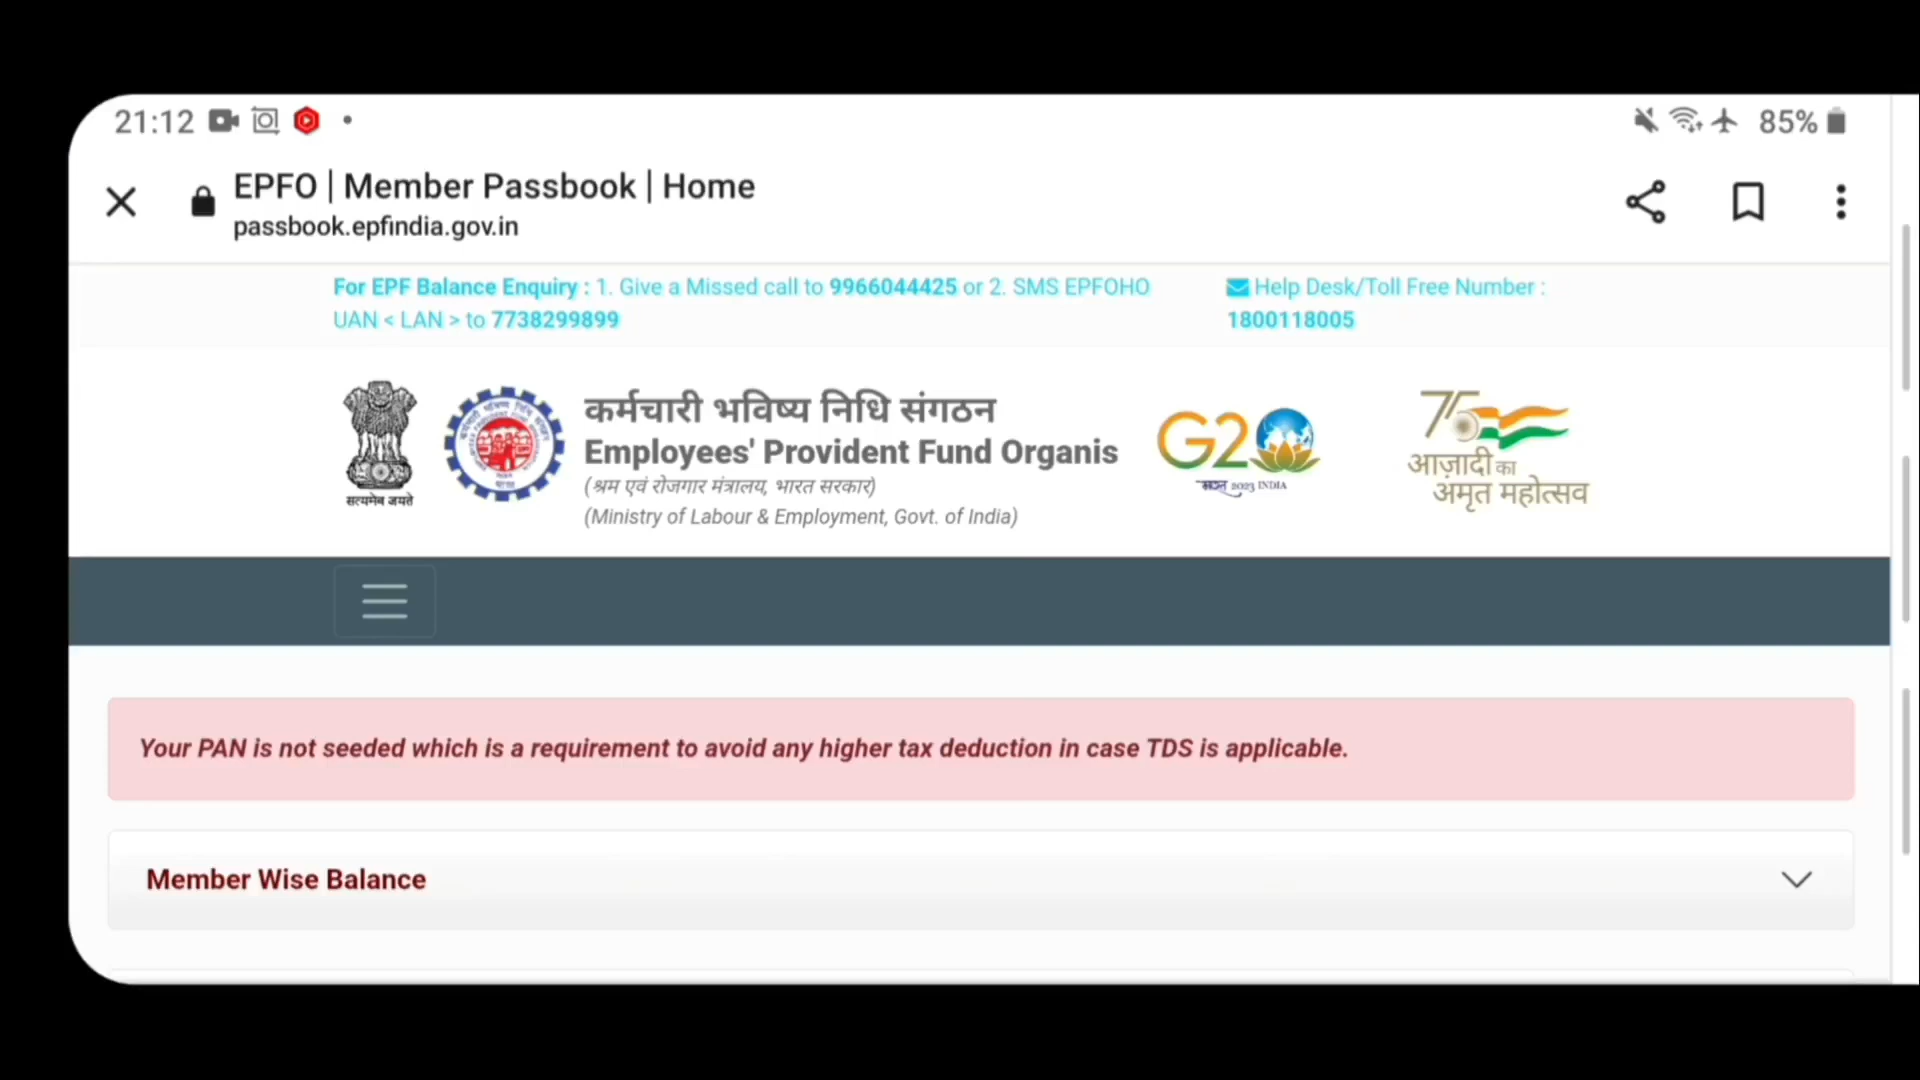 21:12
85%
EPFO | Member Passbook | Home
passbook.epfindia.gov.in
For EPF Balance Enquiry : 1. Give a Missed call to 9966044425 or 2. SMS EPFOHO
UAN < LAN > to 7738299899
Help Desk/Toll Free Number :
1800118005
सत्यमेव जयते
कर्मचारी भविष्य निधि संगठन
Employees' Provident Fund Organis
(श्रम एवं रोजगार मंत्रालय, भारत सरकार)
(Ministry of Labour & Employment, Govt. of India)
G20
2023 INDIA
75
आज़ादी का
अमृत महोत्सव
Your PAN is not seeded which is a requirement to avoid any higher tax deduction in case TDS is applicable.
Member Wise Balance